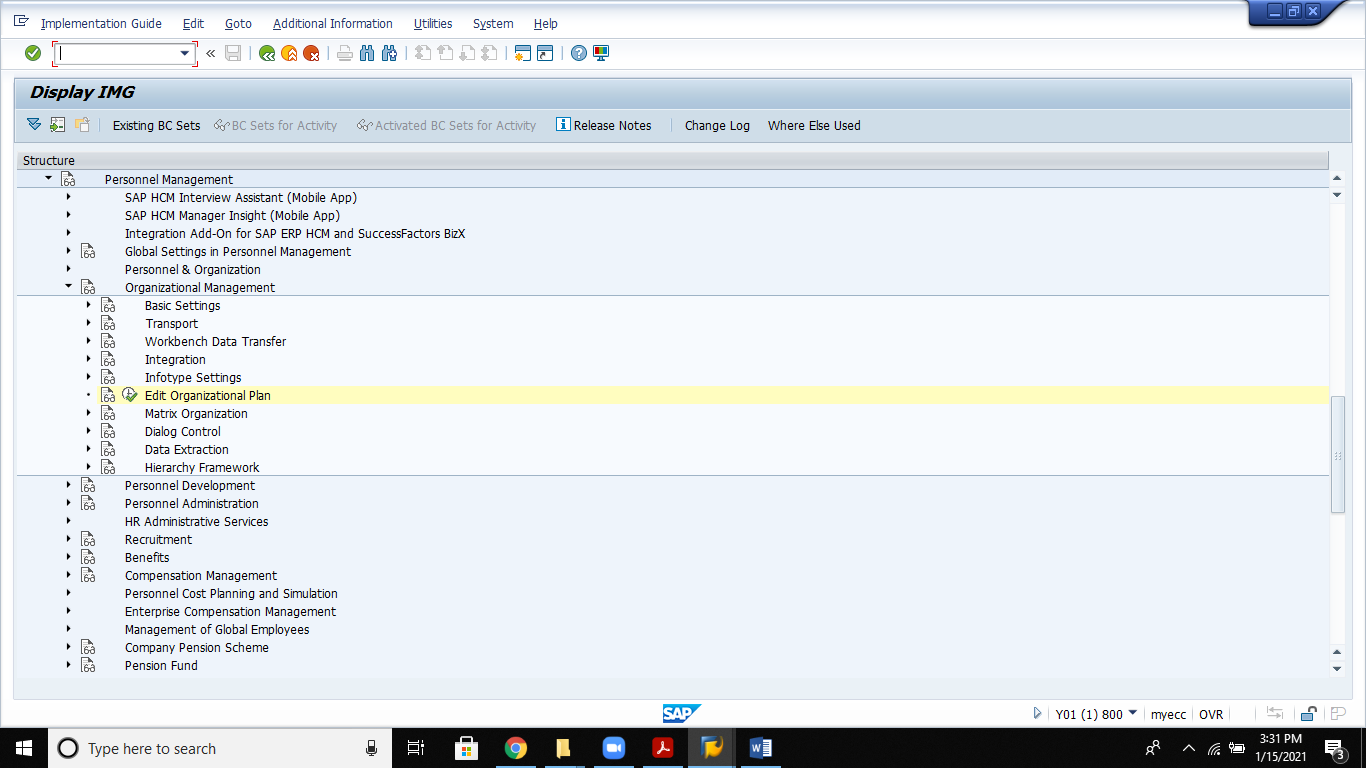 Implementation Guide Edit Goto Additional Information Utilities System Help
Display IMG
Existing BC Sets BC Sets for Activity Activated BC Sets for Activity Release Notes Change Log Where Else Used
Structure
Personnel Management
SAP HCM Interview Assistant (Mobile App)
SAP HCM Manager Insight (Mobile App)
Integration Add-On for SAP ERP HCM and SuccessFactors BizX
Global Settings in Personnel Management
Personnel & Organization
Organizational Management
Basic Settings
Transport
Workbench Data Transfer
Integration
Infotype Settings
Edit Organizational Plan
Matrix Organization
Dialog Control
Data Extraction
Hierarchy Framework
Personnel Development
Personnel Administration
HR Administrative Services
Recruitment
Benefits
Compensation Management
Personnel Cost Planning and Simulation
Enterprise Compensation Management
Management of Global Employees
Company Pension Scheme
Pension Fund
SAP Y01 (1) 800 myecc OVR
Type here to search 3:31 PM
1/15/2021 3